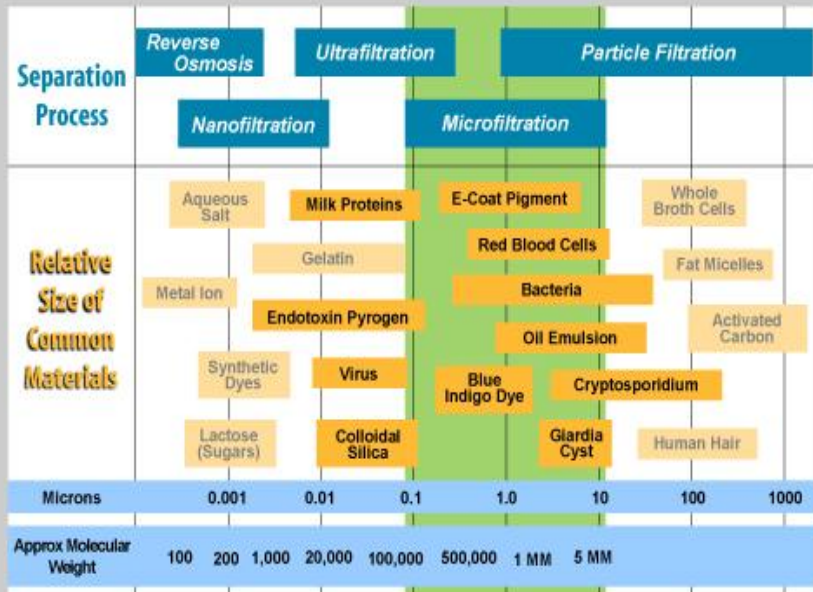 Separation
Process
Reverse
Osmosis
Ultrafiltration
Particle Filtration
Nanofiltration
Microfiltration
Relative
Size of
Common
Materials
Aqueous
Salt
Milk Proteins
E-Coat Pigment
Whole
Broth Cells
Red Blood Cells
Gelatin
Fat Micelles
Metal Ion
Bacteria
Endotoxin Pyrogen
Activated
Carbon
Oil Emulsion
Synthetic
Dyes
Virus
Blue
Indigo Dye
Cryptosporidium
Lactose
(Sugars)
Colloidal
Silica
Giardia
Cyst
Human Hair
Microns 0.001 0.01 0.1 1.0 10 100 1000
Approx Molecular
Weight
100 200 1,000 20,000 100,000 500,000 1 MM 5 MM